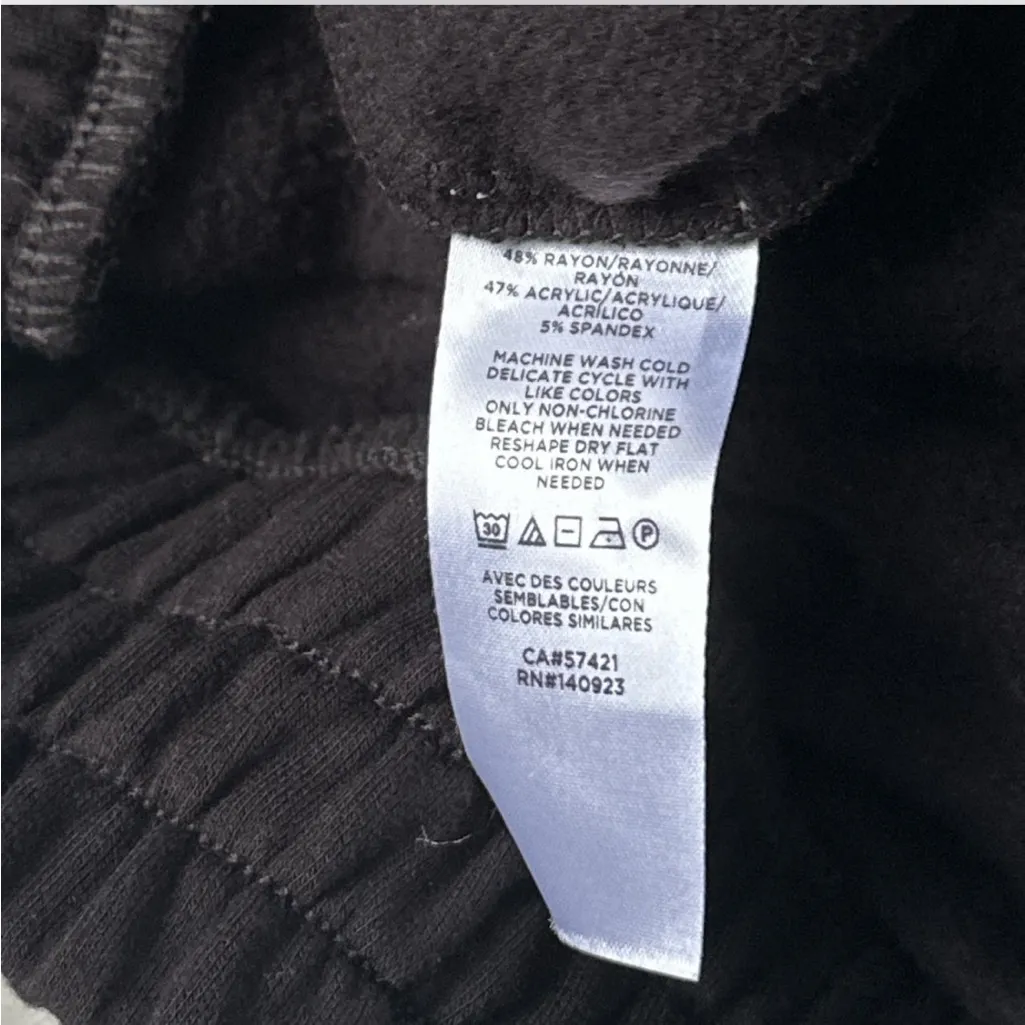 48% RAYON/RAYONNE/
RAYÓN
47% ACRYLIC/ACRYLIQUE/
ACRÍLICO
5% SPANDEX
MACHINE WASH COLD
DELICATE CYCLE WITH
LIKE COLORS
ONLY NON-CHLORINE
BLEACH WHEN NEEDED
RESHAPE DRY FLAT
COOL IRON WHEN
NEEDED
30 P
AVEC DES COULEURS
SEMBLABLES/CON
COLORES SIMILARES
CA#57421
RN#140923